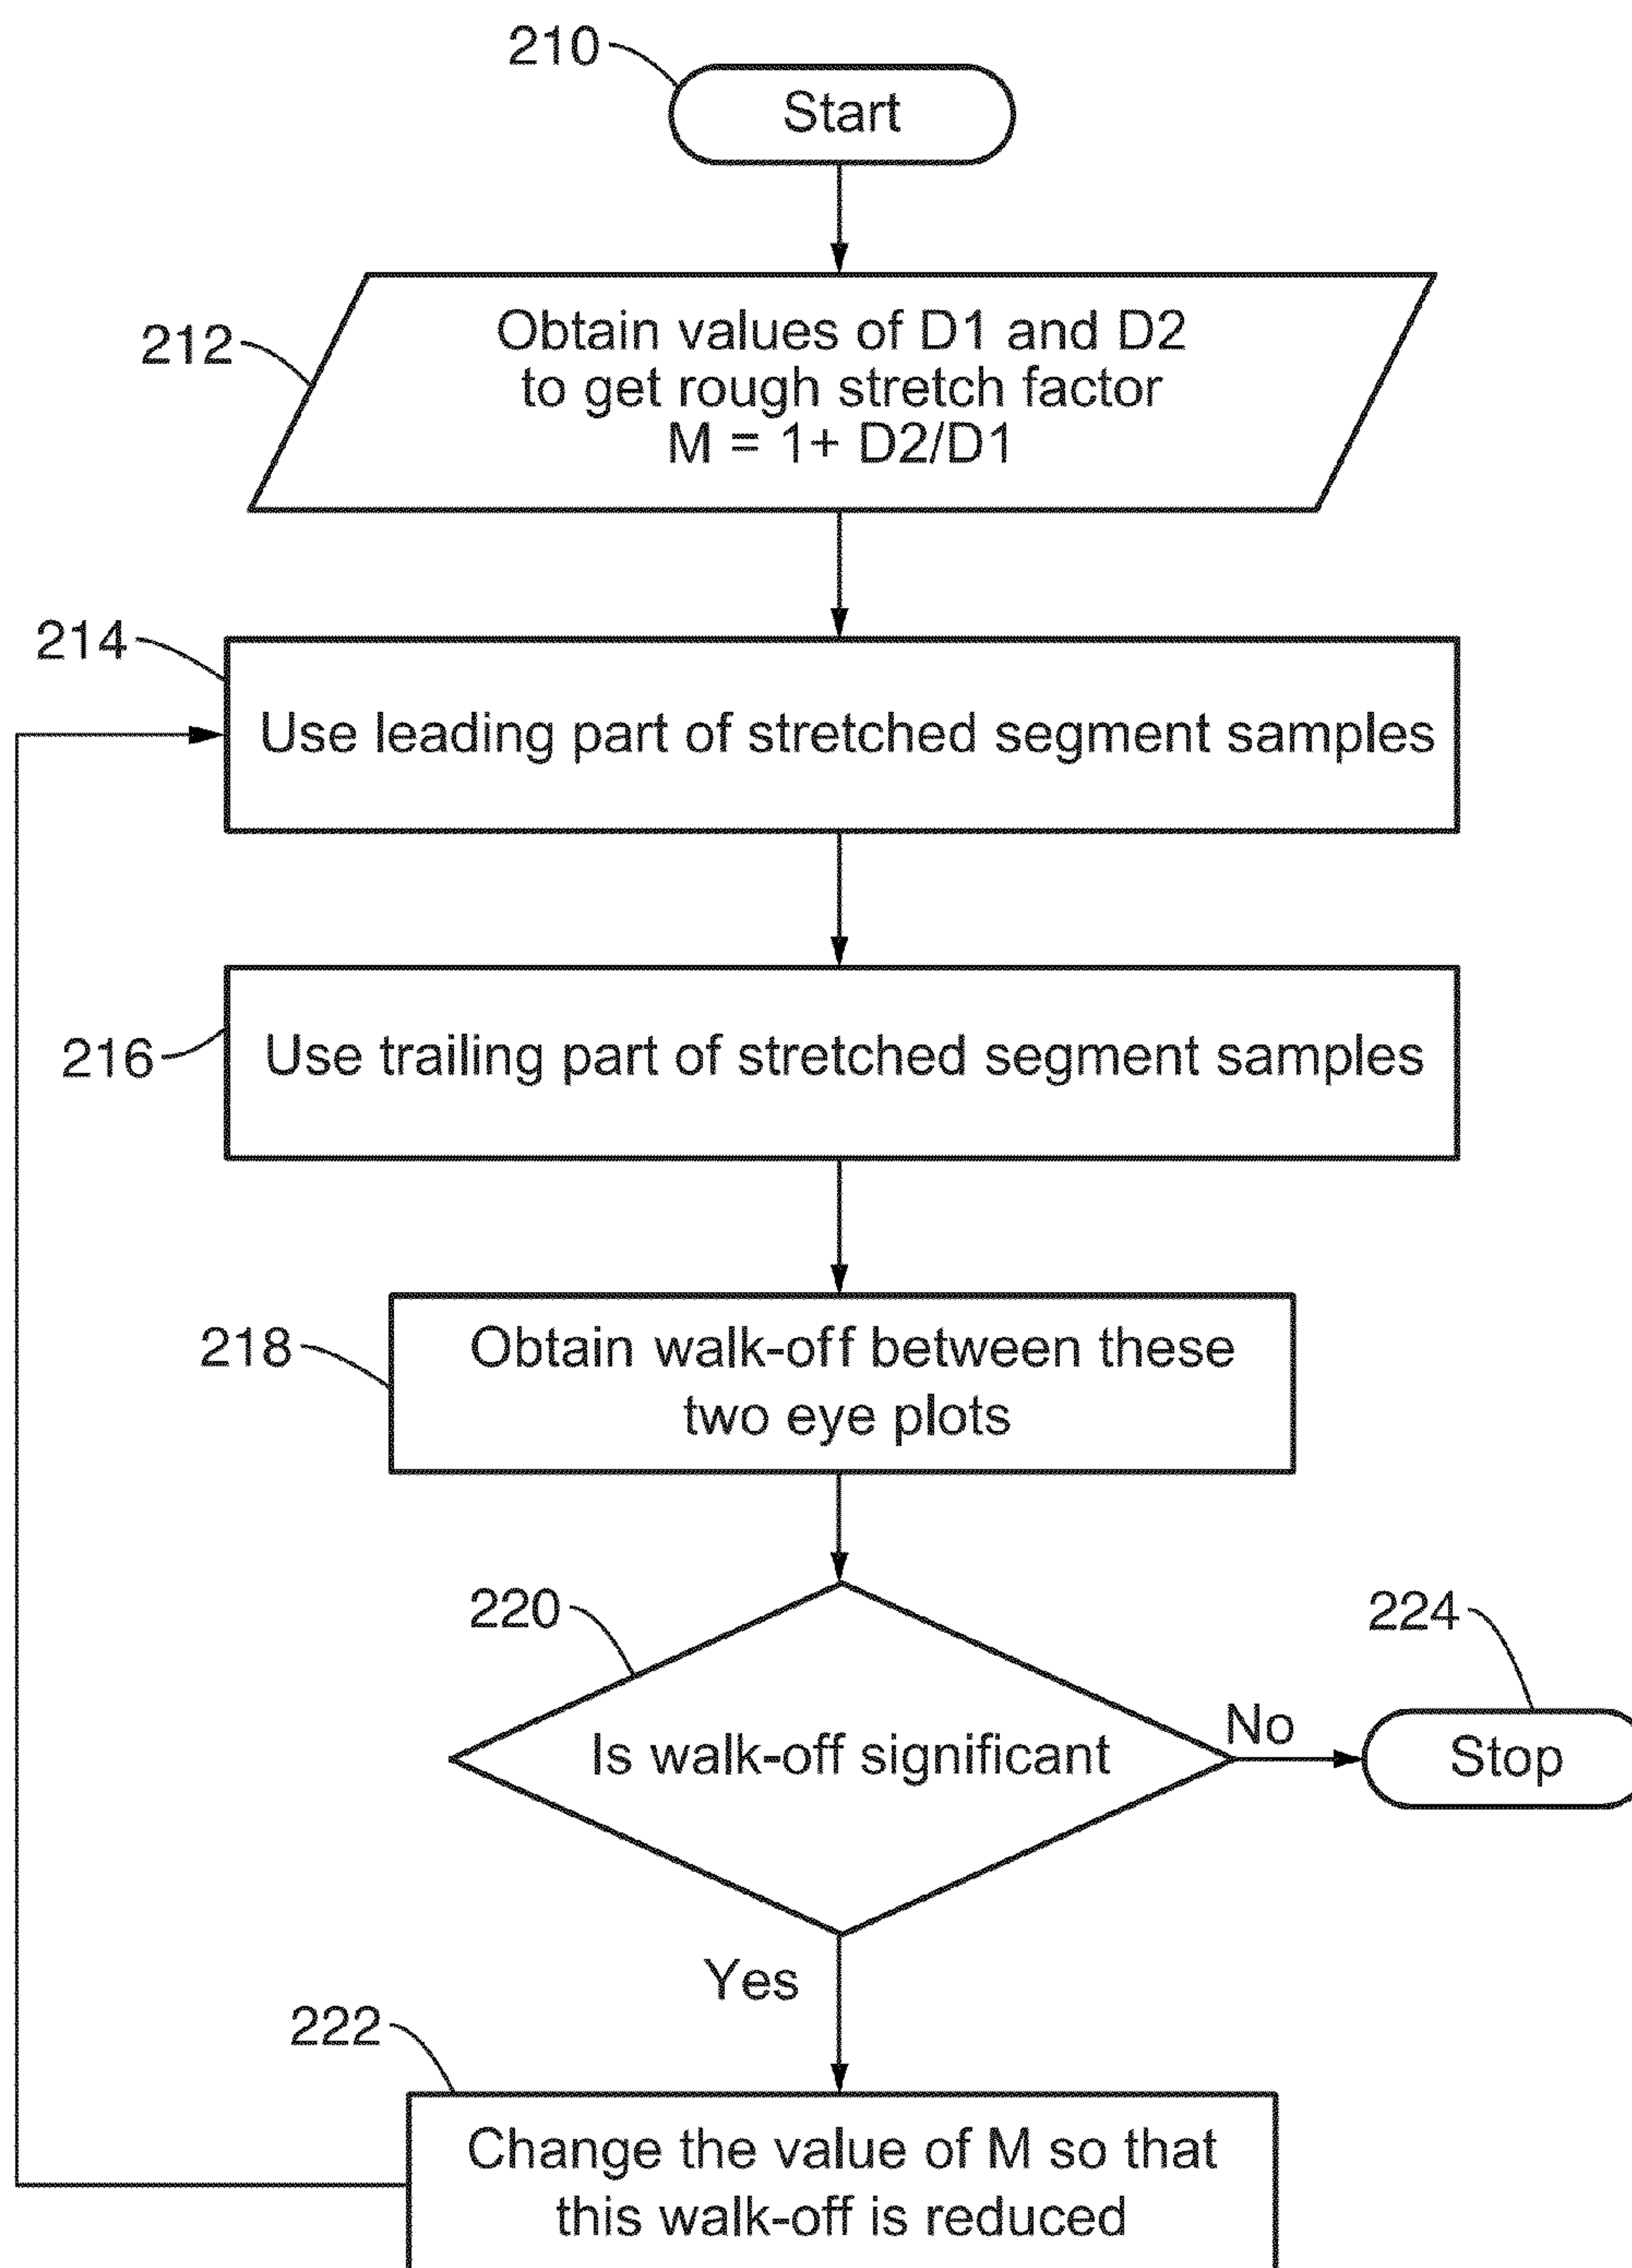 210
Start
212
Obtain values of D1 and D2
to get rough stretch factor
M = 1+ D2/D1
214
Use leading part of stretched segment samples
216
Use trailing part of stretched segment samples
218
Obtain walk-off between these
two eye plots
220
Is walk-off significant
No
224
Stop
Yes
222
Change the value of M so that
this walk-off is reduced